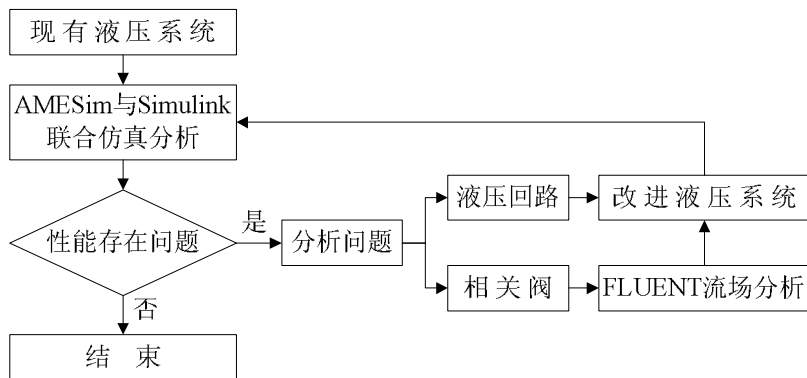 现有液压系统
AMESim与Simulink
联合仿真分析
性能存在问题
是
分析问题
液压回路
改进液压系统
相关阀
FLUENT流场分析
否
结 束